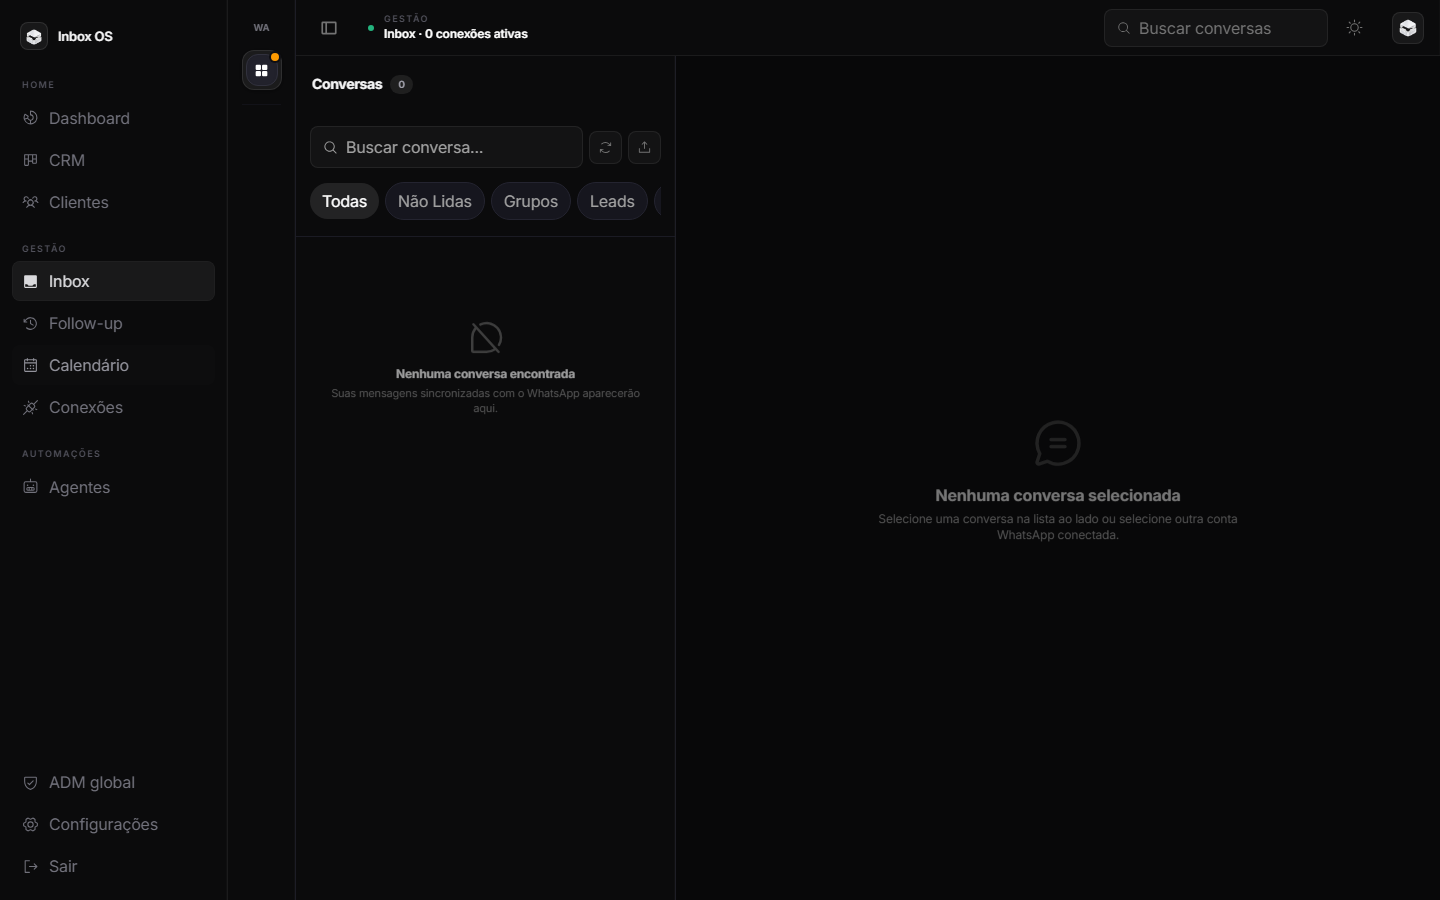 Inbox OS
HOME
Dashboard
CRM
Clientes
GESTÃO
Inbox
Follow-up
Calendário
Conexões
AUTOMAÇÕES
Agentes
ADM global
Configurações
Sair
WA
GESTÃO
Inbox · 0 conexões ativas
Buscar conversas
Conversas 0
Buscar conversa...
Todas Não Lidas Grupos Leads
Nenhuma conversa encontrada
Suas mensagens sincronizadas com o WhatsApp aparecerão
aqui.
Nenhuma conversa selecionada
Selecione uma conversa na lista ao lado ou selecione outra conta
WhatsApp conectada.